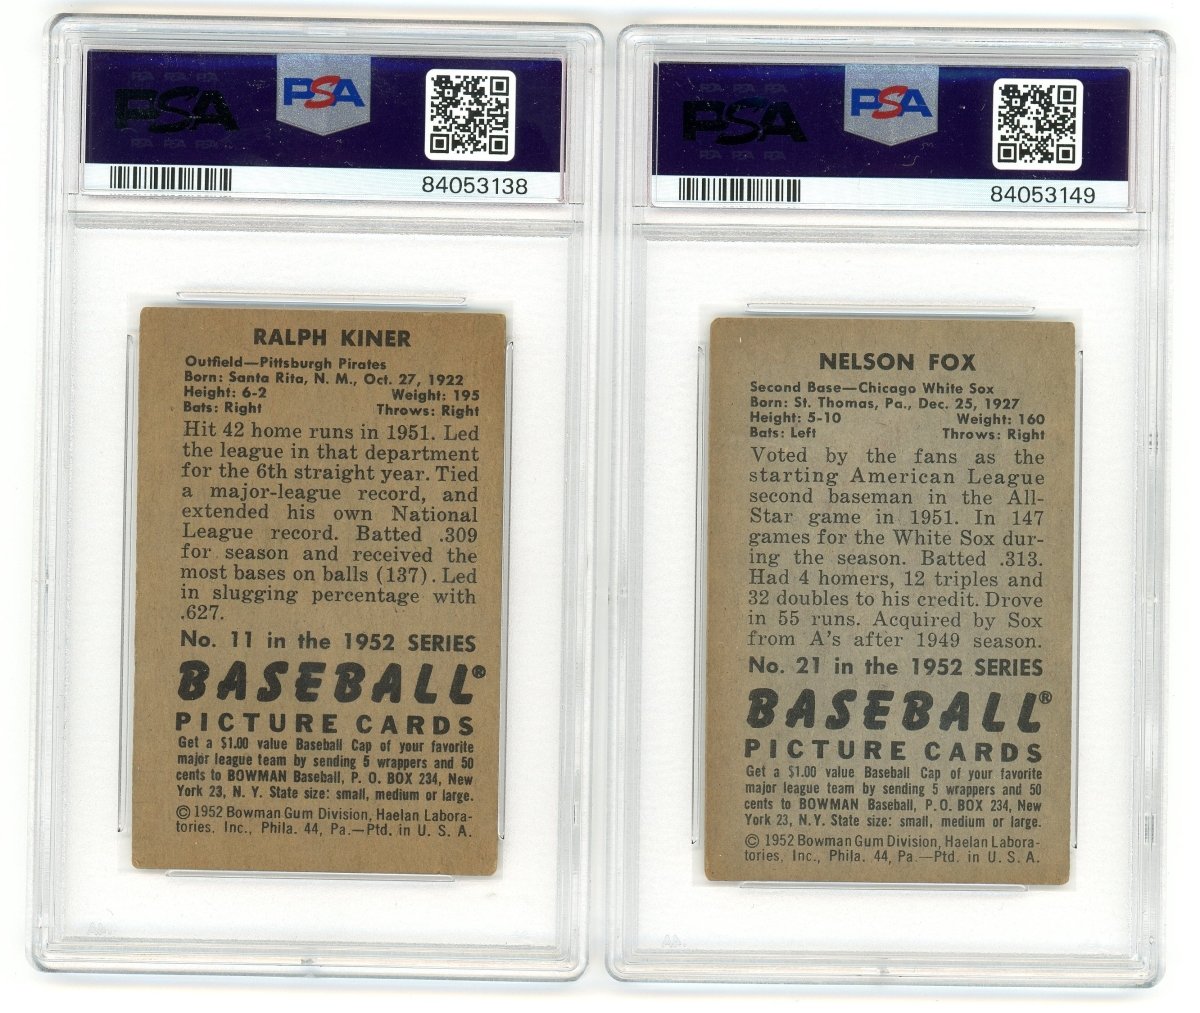 PSA
PSA
84053138
RALPH KINER
Outfield—Pittsburgh Pirates
Born: Santa Rita, N. M., Oct. 27, 1922
Height: 6-2 Weight: 195
Bats: Right Throws: Right
Hit 42 home runs in 1951. Led
the league in that department
for the 6th straight year. Tied
a major-league record, and
extended his own National
League record. Batted .309
for season and received the
most bases on balls (137). Led
in slugging percentage with
.627.
No. 11 in the 1952 SERIES
BASEBALL®
PICTURE CARDS
Get a $1.00 value Baseball Cap of your favorite
major league team by sending 5 wrappers and 50
cents to BOWMAN Baseball, P. O. BOX 234, New
York 23, N. Y. State size: small, medium or large.
© 1952 Bowman Gum Division, Haelan Labora-
tories, Inc., Phila. 44, Pa.—Ptd. in U. S. A.
PSA
PSA
84053149
NELSON FOX
Second Base—Chicago White Sox
Born: St. Thomas, Pa., Dec. 25, 1927
Height: 5-10 Weight: 160
Bats: Left Throws: Right
Voted by the fans as the
starting American League
second baseman in the All-
Star game in 1951. In 147
games for the White Sox dur-
ing the season. Batted .313.
Had 4 homers, 12 triples and
32 doubles to his credit. Drove
in 55 runs. Acquired by Sox
from A's after 1949 season.
No. 21 in the 1952 SERIES
BASEBALL®
PICTURE CARDS
Get a $1.00 value Baseball Cap of your favorite
major league team by sending 5 wrappers and 50
cents to BOWMAN Baseball, P.O. BOX 234, New
York 23, N.Y. State size: small, medium or large.
© 1952 Bowman Gum Division, Haelan Labora-
tories, Inc., Phila. 44, Pa.—Ptd. in U. S. A.